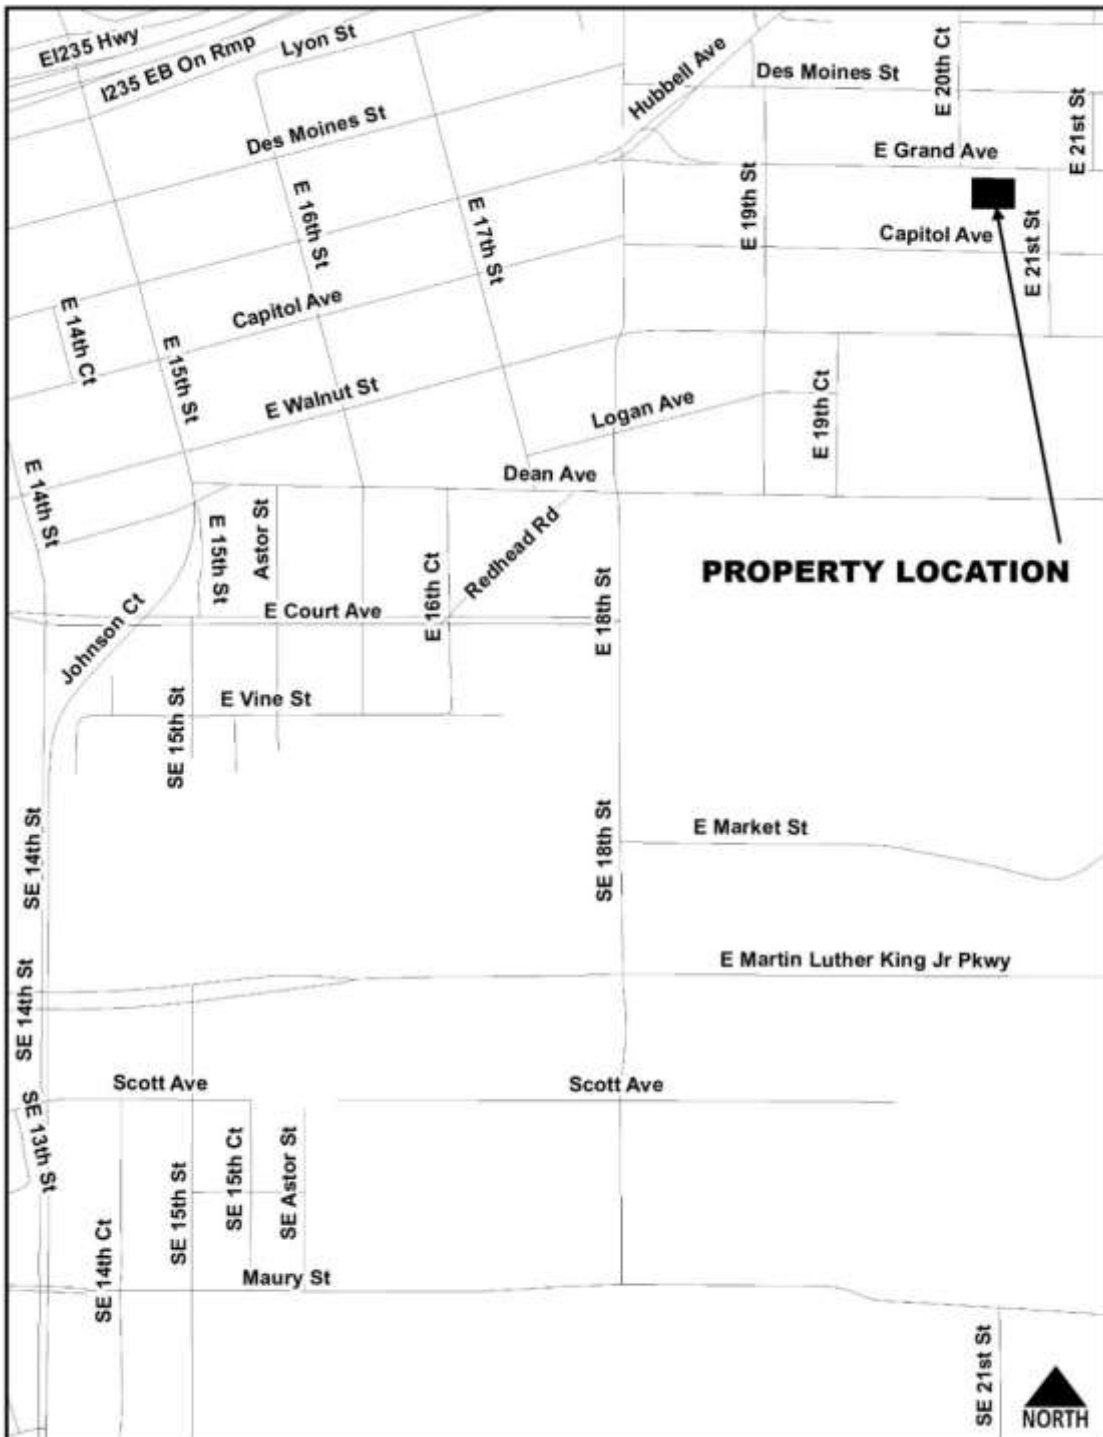 EI235 Hwy
I235 EB On Rmp
Lyon St
Hubbell Ave
Des Moines St
E 20th Ct
E 21st St
Des Moines St
E Grand Ave
E 16th St
E 17th St
E 19th St
Capitol Ave
E 21st St
E 14th Ct
Capitol Ave
E 15th St
E Walnut St
Logan Ave
E 19th Ct
E 14th St
Dean Ave
E 15th St
Astor St
E 16th Ct
Redhead Rd
PROPERTY LOCATION
Johnson Ct
E Court Ave
E 18th St
E Vine St
SE 15th St
SE 14th St
SE 18th St
E Market St
SE 14th St
E Martin Luther King Jr Pkwy
Scott Ave
Scott Ave
SE 13th St
SE 15th St
SE 15th Ct
SE Astor St
SE 14th Ct
Maury St
SE 21st St
NORTH